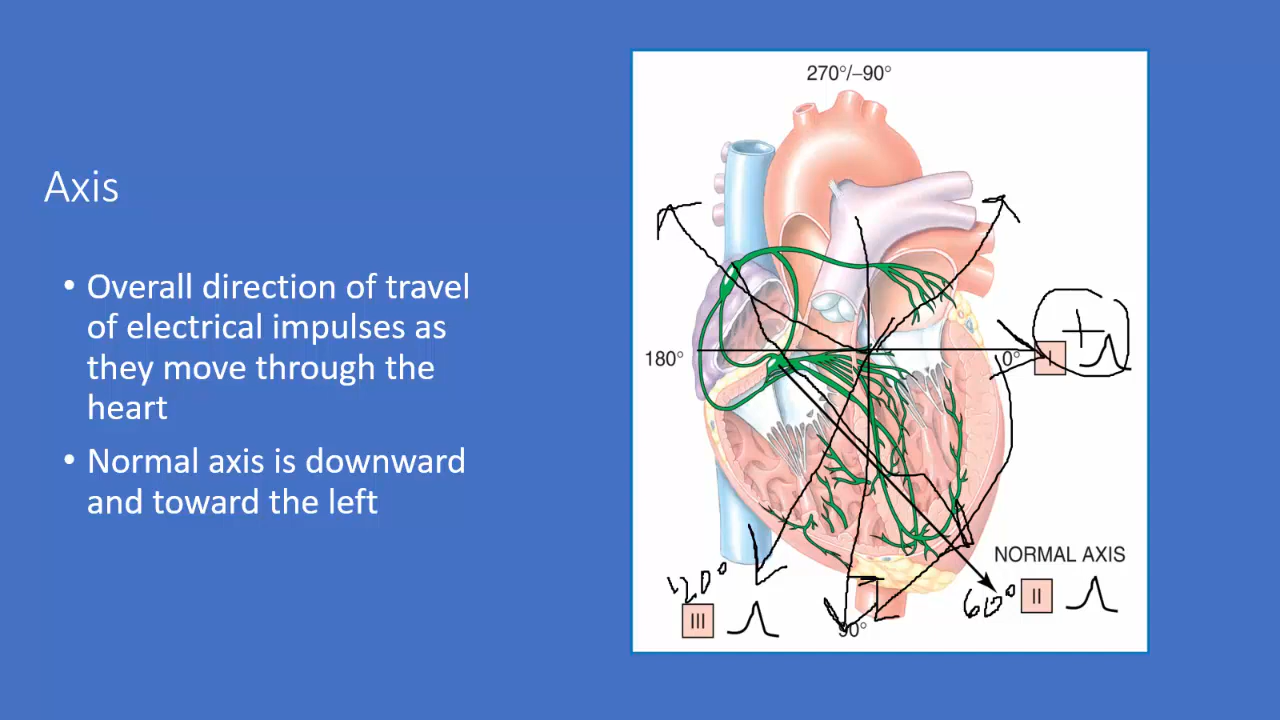 Axis
• Overall direction of travel
of electrical impulses as
they move through the
heart
• Normal axis is downward
and toward the left
270°/–90°
180°
0°
+
I
NORMAL AXIS
120°
60°
II
III
90°